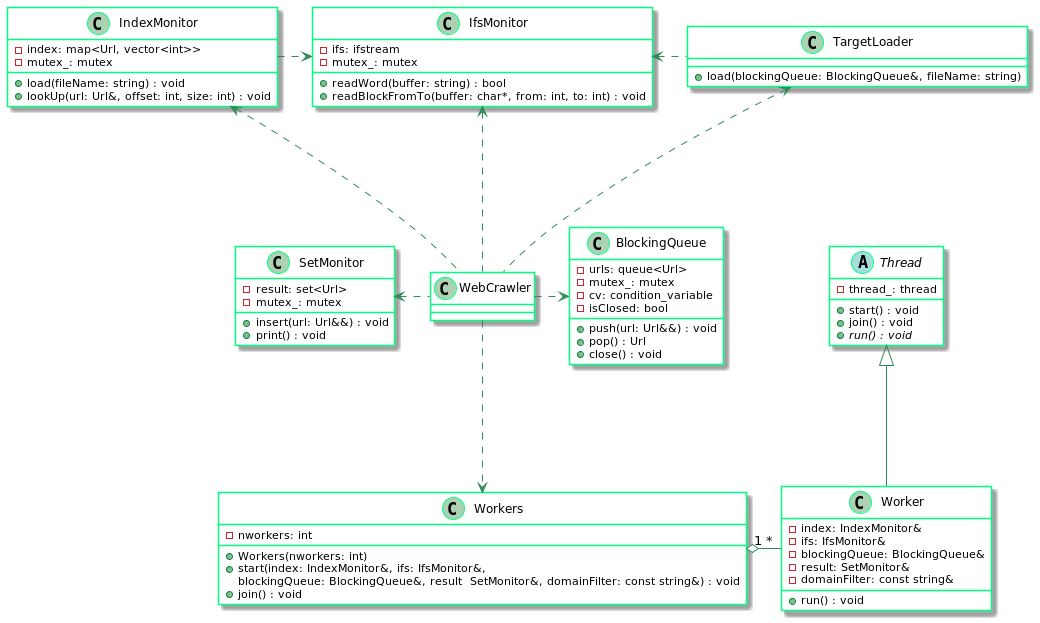 C IndexMonitor
index: map<Url, vector<int>>
mutex_: mutex
load(fileName: string) : void
lookUp(url: Url&, offset: int, size: int) : void
C IfsMonitor
ifs: ifstream
mutex_: mutex
readWord(buffer: string) : bool
readBlockFromTo(buffer: char*, from: int, to: int) : void
C TargetLoader
load(blockingQueue: BlockingQueue&, fileName: string)
C SetMonitor
result: set<Url>
mutex_: mutex
insert(url: Url&&) : void
print() : void
C WebCrawler
C BlockingQueue
urls: queue<Url>
mutex_: mutex
cv: condition_variable
isClosed: bool
push(url: Url&&) : void
pop() : Url
close() : void
A Thread
thread_: thread
start() : void
join() : void
run() : void
C Workers
nworkers: int
Workers(nworkers: int)
start(index: IndexMonitor&, ifs: IfsMonitor&,
blockingQueue: BlockingQueue&, result  SetMonitor&, domainFilter: const string&) : void
join() : void
1 *
C Worker
index: IndexMonitor&
ifs: IfsMonitor&
blockingQueue: BlockingQueue&
result: SetMonitor&
domainFilter: const string&
run() : void